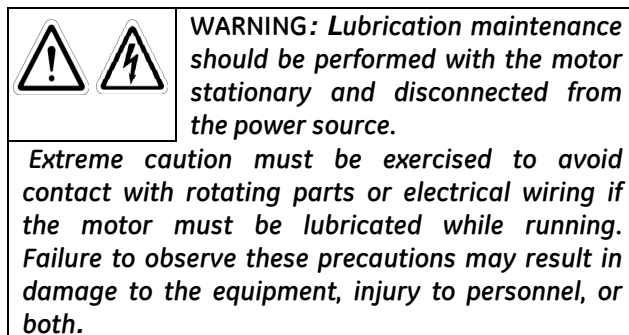 WARNING: Lubrication maintenance
should be performed with the motor
stationary and disconnected from
the power source.
Extreme caution must be exercised to avoid
contact with rotating parts or electrical wiring if
the motor must be lubricated while running.
Failure to observe these precautions may result in
damage to the equipment, injury to personnel, or
both.